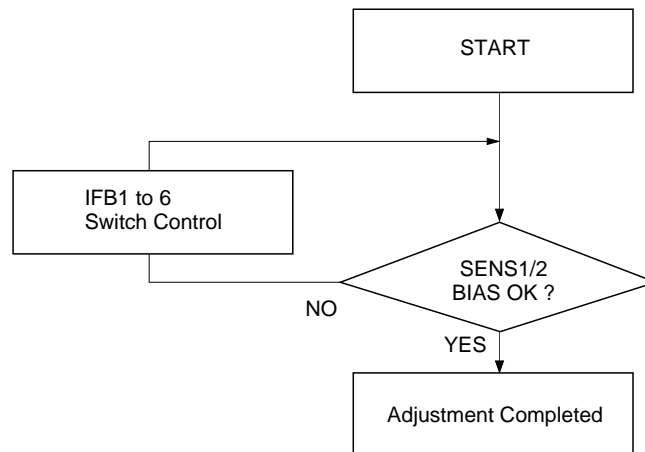 START
IFB1 to 6
Switch Control
SENS1/2
BIAS OK ?
NO
YES
Adjustment Completed